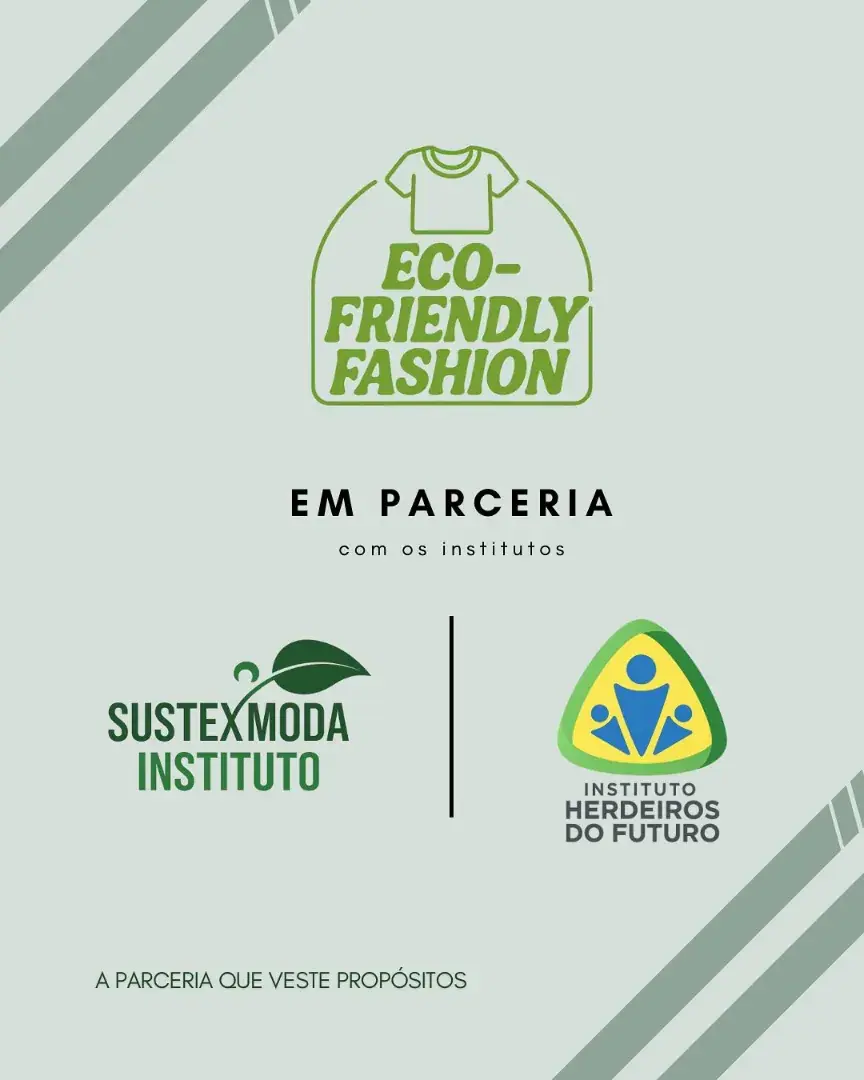 ECO-
FRIENDLY
FASHION
EM PARCERIA
com os institutos
SUSTEXMODA
INSTITUTO
INSTITUTO
HERDEIROS
DO FUTURO
A PARCERIA QUE VESTE PROPÓSITOS